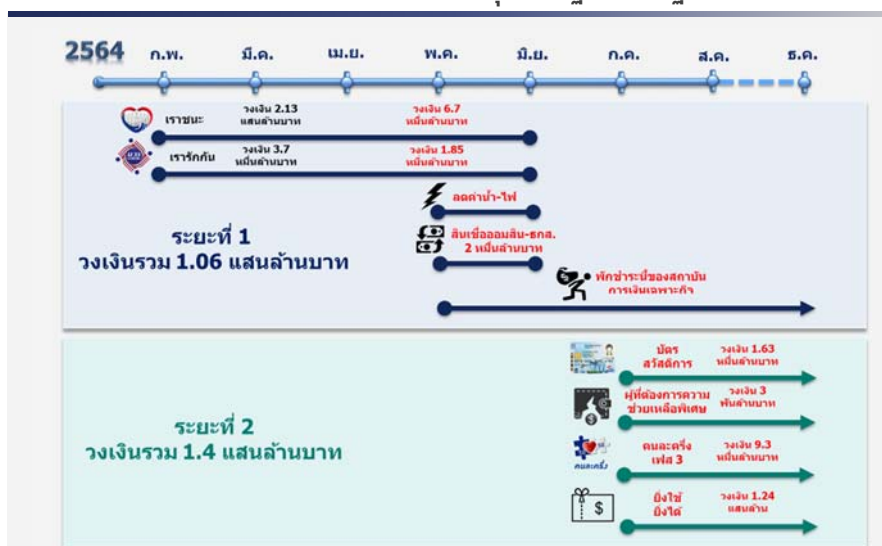 2564 ก.พ. มี.ค. เม.ย. พ.ค. มิ.ย. ก.ค. ส.ค. ธ.ค.
เราชนะ
วงเงิน 2.13
แสนล้านบาท
วงเงิน 6.7
หมื่นล้านบาท
เรารักกัน
วงเงิน 3.7
หมื่นล้านบาท
วงเงิน 1.85
หมื่นล้านบาท
ลดค่าน้ำ-ไฟ
สินเชื่อออมสิน-ธกส.
2 หมื่นล้านบาท
พักชำระหนี้ของสถาบัน
การเงินเฉพาะกิจ
ระยะที่ 1
วงเงินรวม 1.06 แสนล้านบาท
บัตร
สวัสดิการ
วงเงิน 1.63
หมื่นล้านบาท
ผู้ที่ต้องการความ
ช่วยเหลือพิเศษ
วงเงิน 3
พันล้านบาท
ระยะที่ 2
วงเงินรวม 1.4 แสนล้านบาท
คนละครึ่ง
คนละครึ่ง
เฟส 3
วงเงิน 9.3
หมื่นล้านบาท
$
ยิ่งใช้
ยิ่งได้
วงเงิน 1.24
แสนล้าน